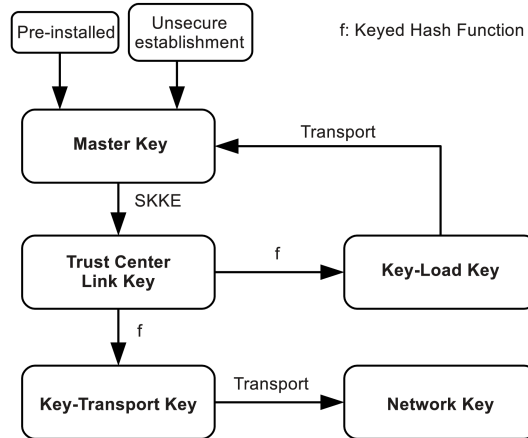 Pre-installed
Unsecure
establishment
f: Keyed Hash Function
Master Key
Transport
SKKE
Trust Center
Link Key
f
Key-Load Key
f
Key-Transport Key
Transport
Network Key